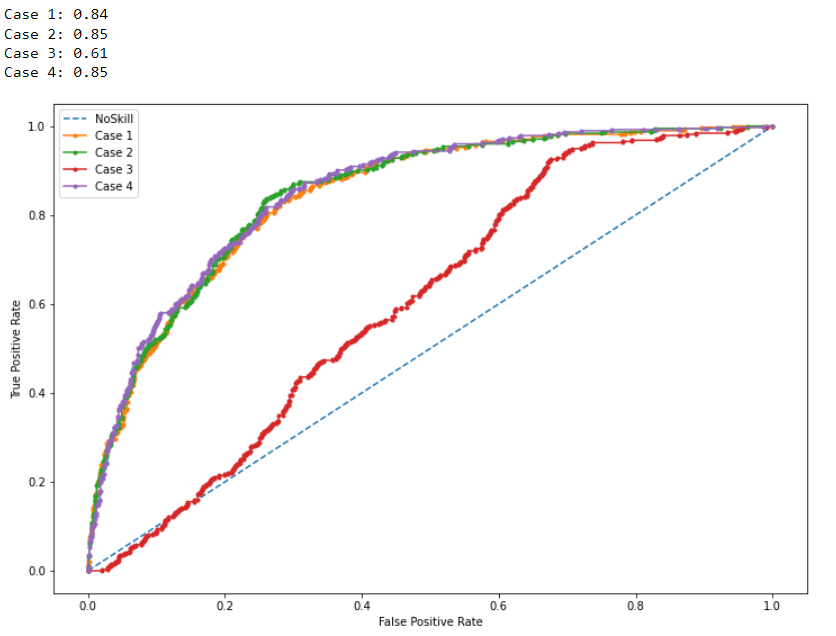 Case 1: 0.84
Case 2: 0.85
Case 3: 0.61
Case 4: 0.85
NoSkill
Case 1
Case 2
Case 3
Case 4
1.0
0.8
0.6
0.4
0.2
0.0
True Positive Rate
0.0 0.2 0.4 0.6 0.8 1.0
False Positive Rate